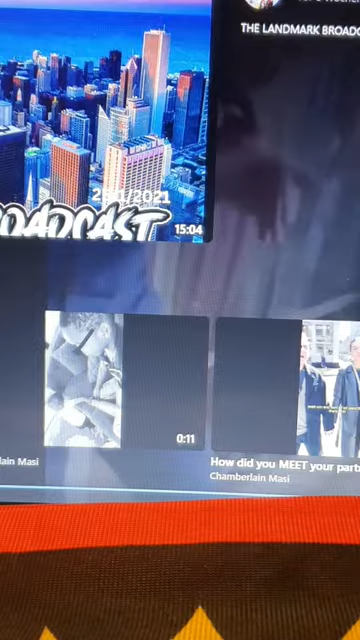 THE LANDMARK BROADC
2/11/2021
OADCAST
15:04
0:11
lain Masi
How did you MEET your part
Chamberlain Masi